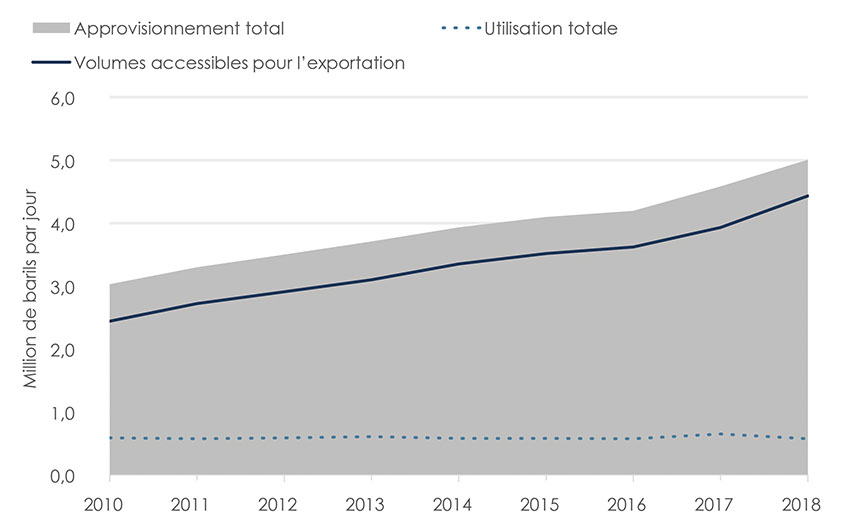 Approvisionnement total
Utilisation totale
Volumes accessibles pour l’exportation
Million de barils par jour
6,0
5,0
4,0
3,0
2,0
1,0
0,0
2010 2011 2012 2013 2014 2015 2016 2017 2018